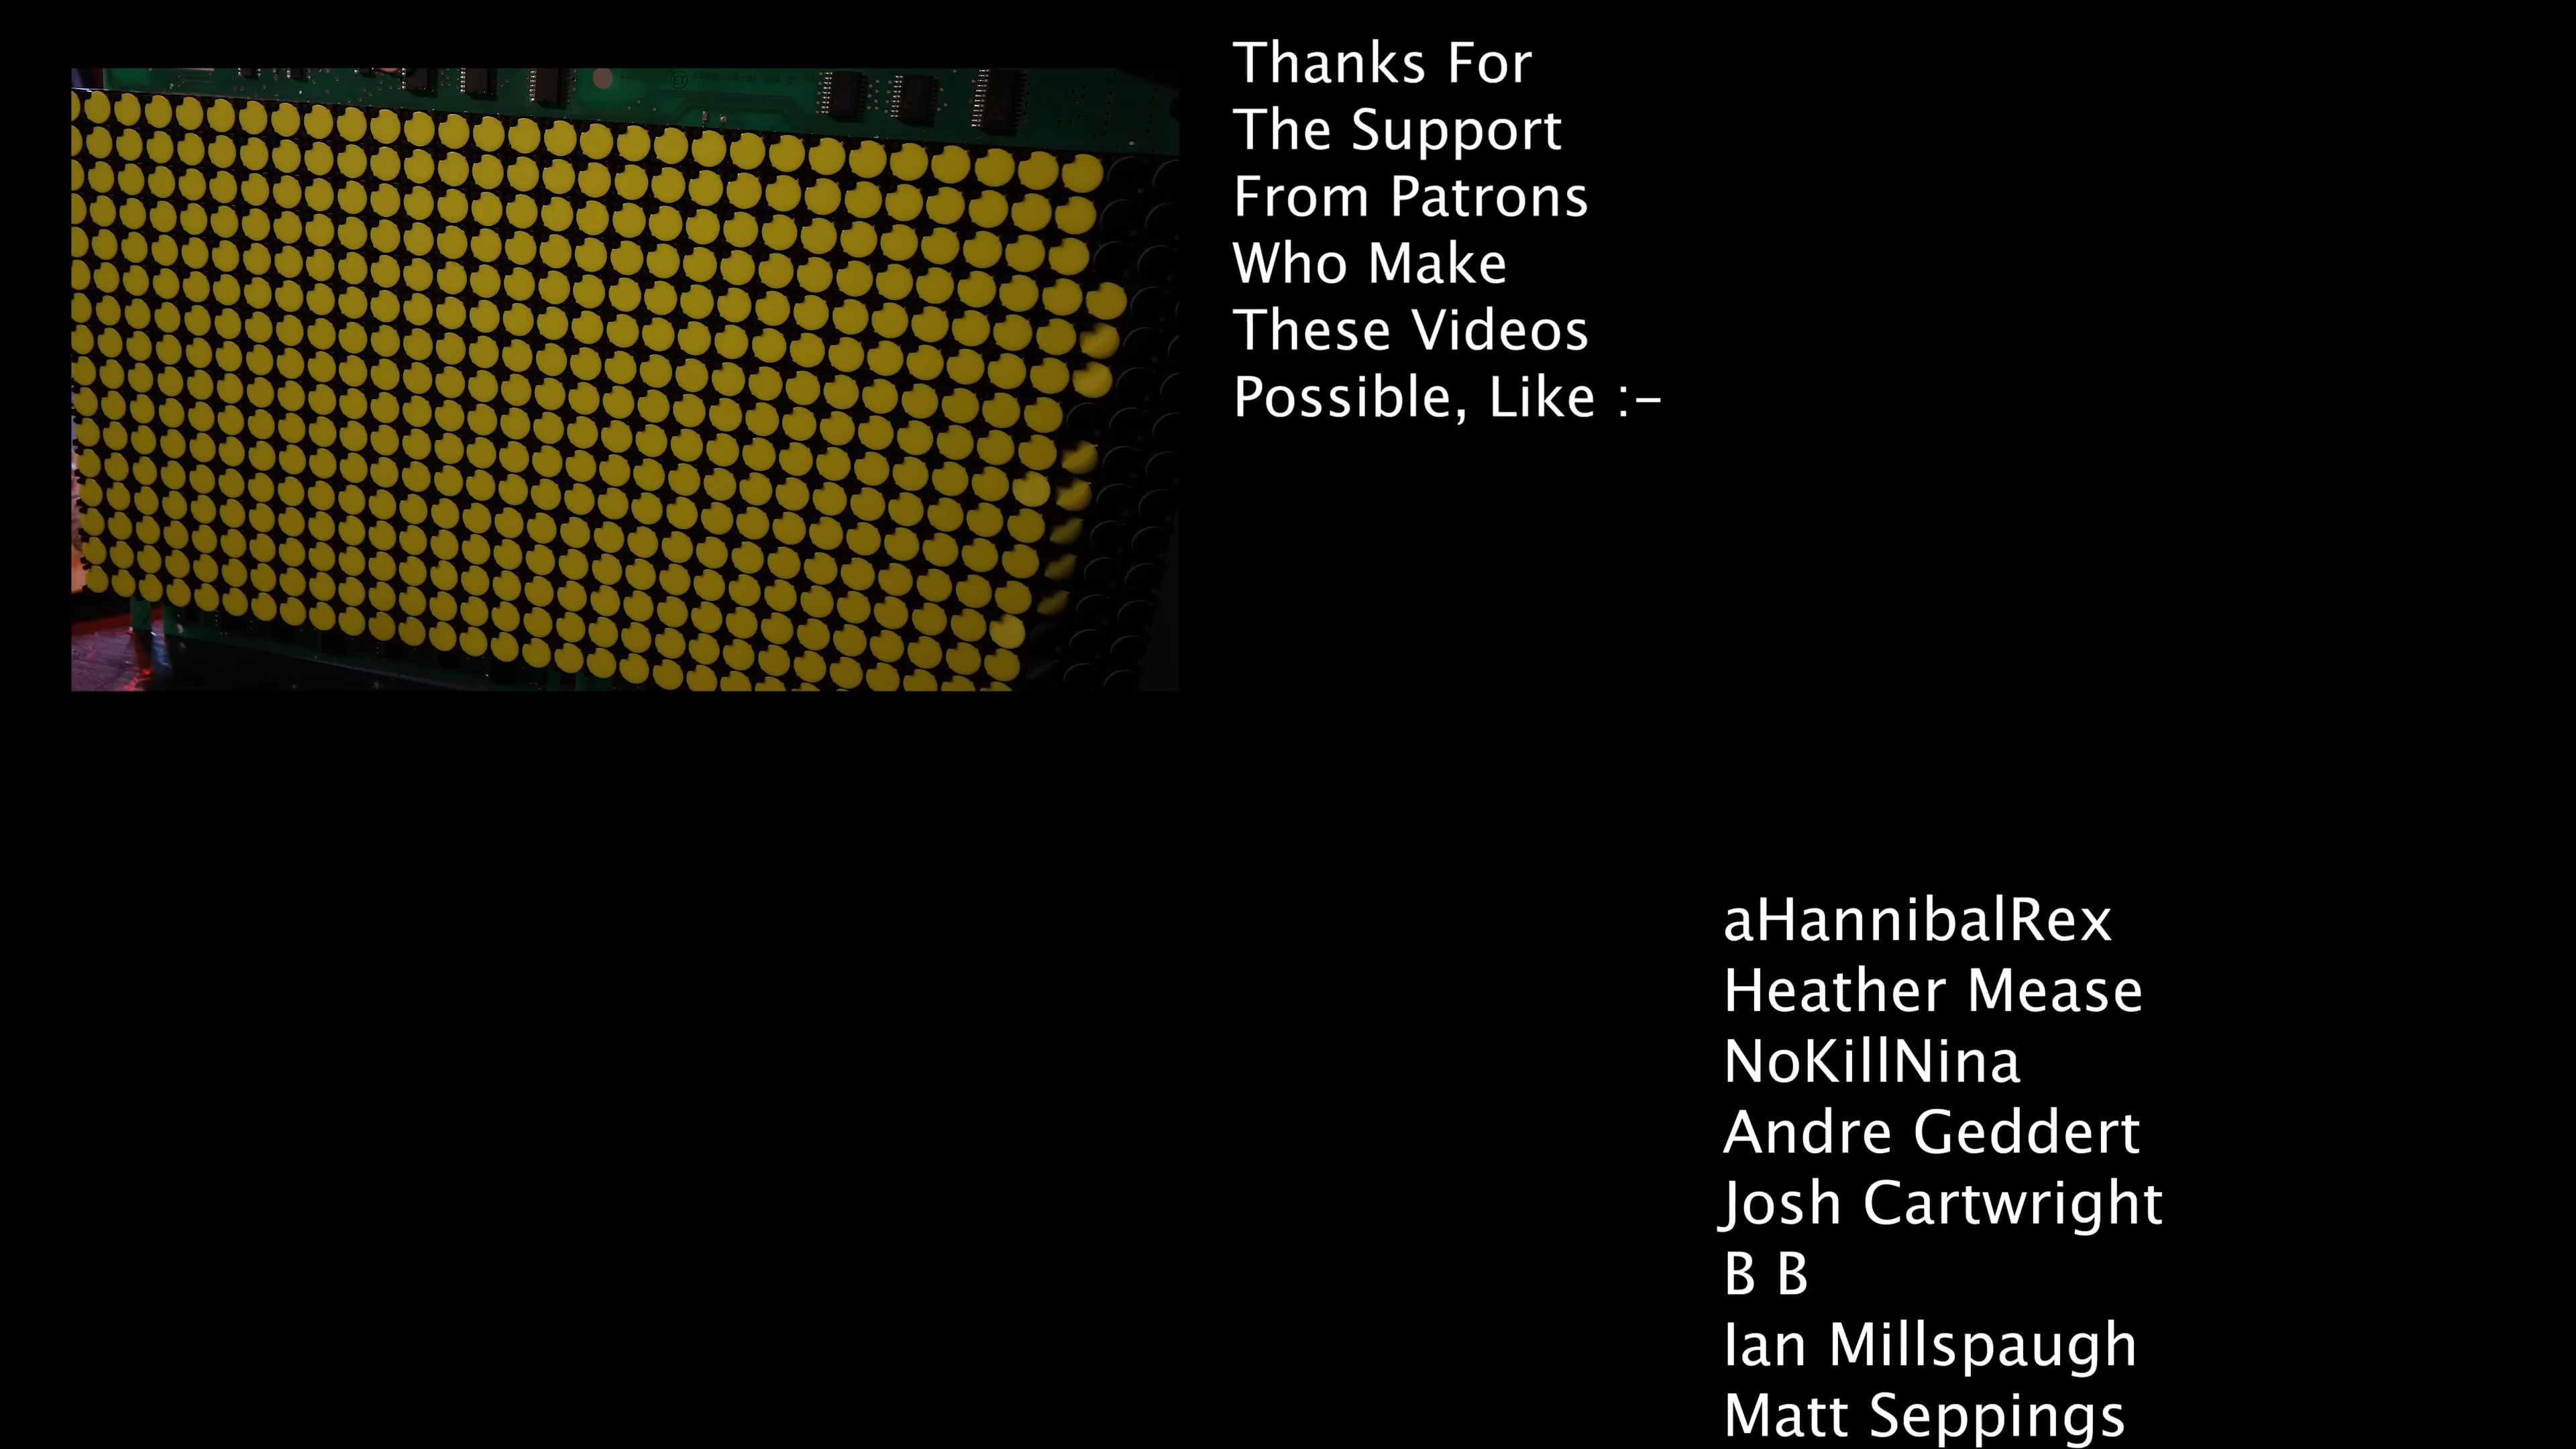 Thanks For
The Support
From Patrons
Who Make
These Videos
Possible, Like :-
aHannibalRex
Heather Mease
NoKillNina
Andre Geddert
Josh Cartwright
B B
Ian Millspaugh
Matt Seppings